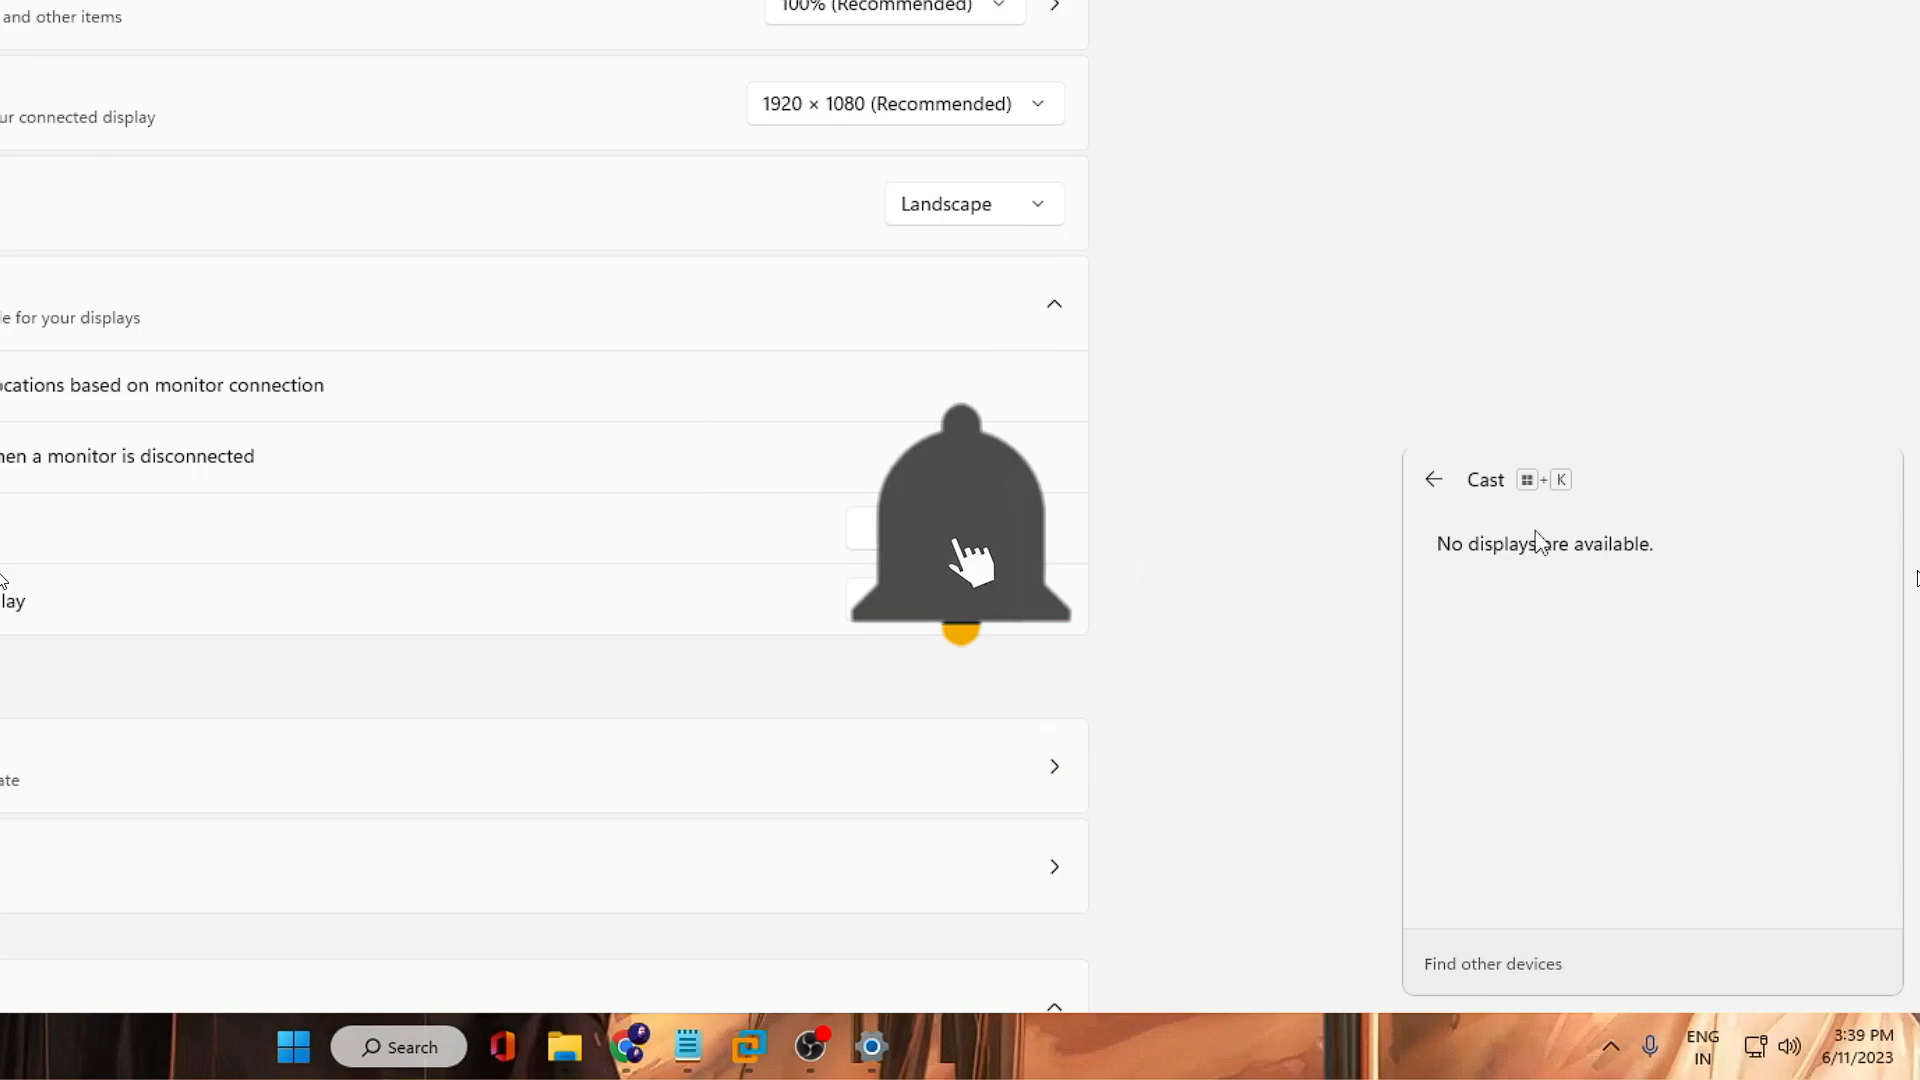 and other items
100% (Recommended)
ur connected display
1920 × 1080 (Recommended)
Landscape
le for your displays
ocations based on monitor connection
hen a monitor is disconnected
lay
ate
Cast + K
No displays are available.
Find other devices
Search
ENG
IN
3:39 PM
6/11/2023